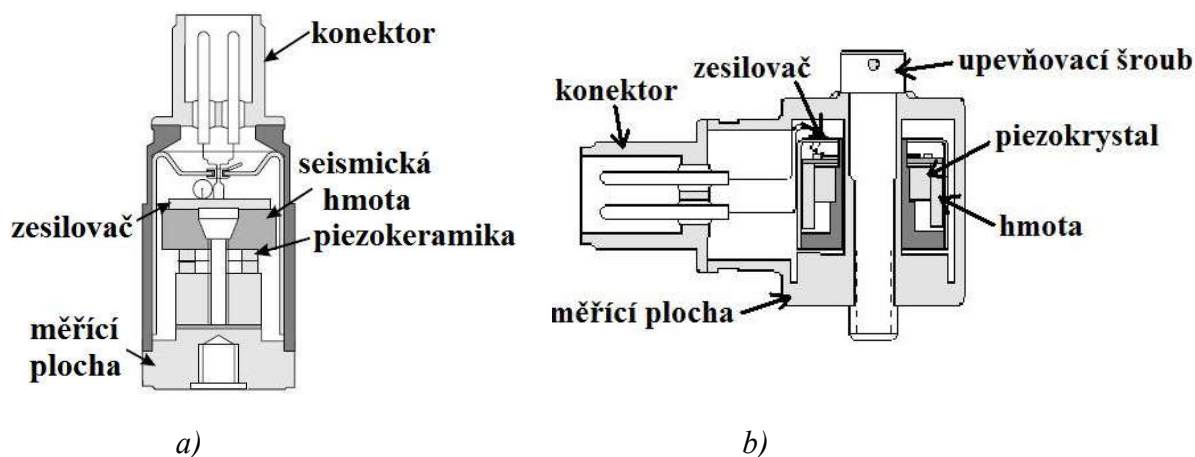 konektor
seismická
hmota
zesilovač
piezokeramika
měřící
plocha
a)
upevňovací šroub
zesilovač
konektor
piezokrystal
hmota
měřící plocha
b)